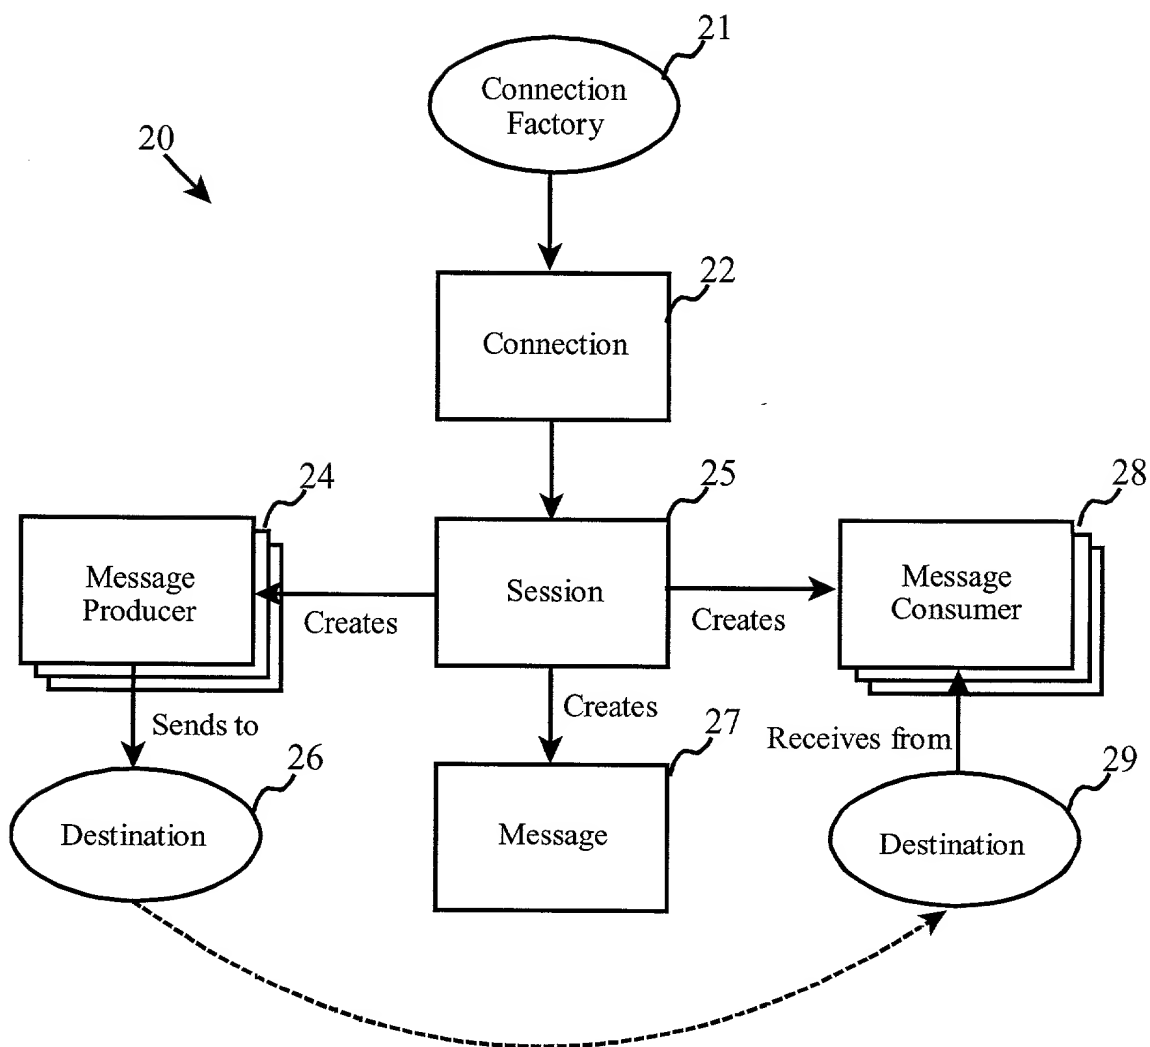 21
Connection
Factory
20
22
Connection
24
25
28
Message
Producer
Session
Message
Consumer
Creates
Creates
Sends to
Creates
27
Receives from
26
29
Destination
Message
Destination